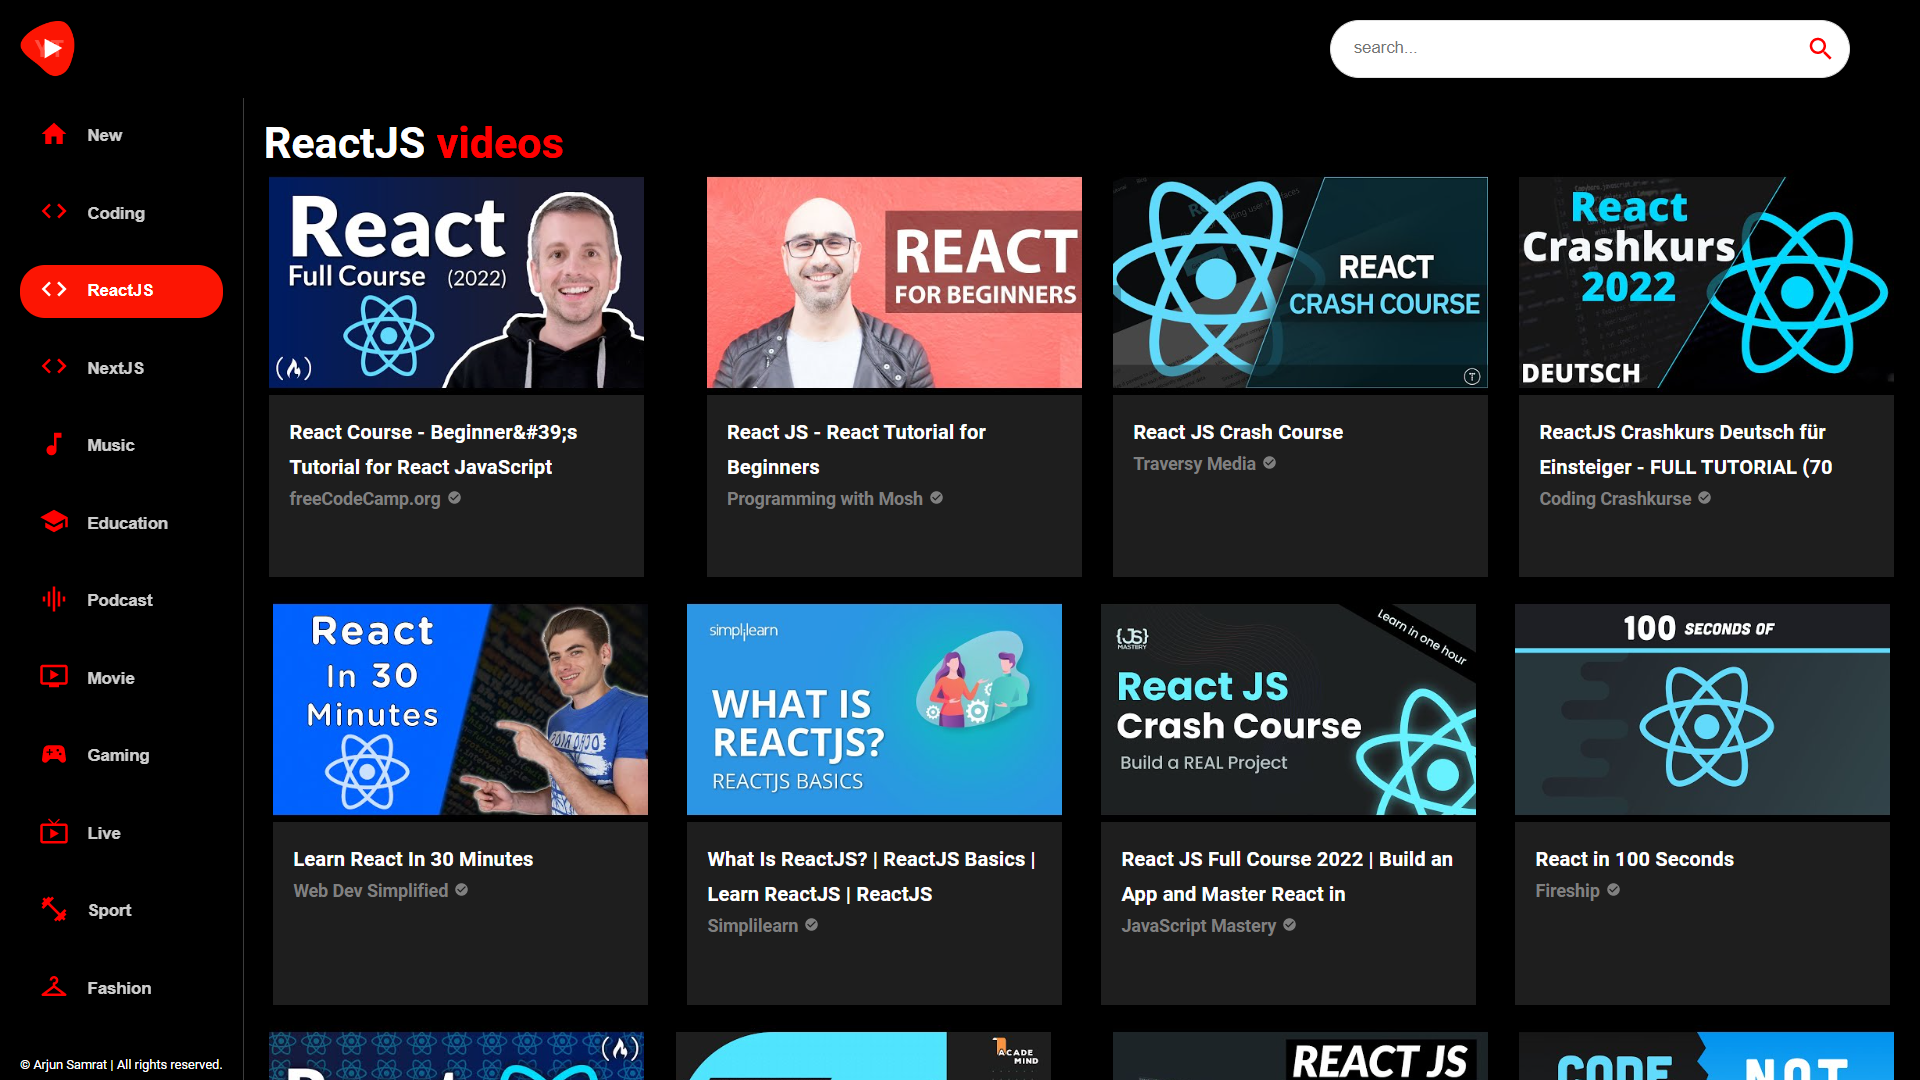 YT
search...
New
Coding
ReactJS
NextJS
Music
Education
Podcast
Movie
Gaming
Live
Sport
Fashion
© Arjun Samrat | All rights reserved.
ReactJS videos
React
Full Course (2022)
React Course - Beginner&#39;s
Tutorial for React JavaScript
freeCodeCamp.org
REACT
FOR BEGINNERS
React JS - React Tutorial for
Beginners
Programming with Mosh
REACT
CRASH COURSE
React JS Crash Course
Traversy Media
React
Crashkurs
2022
DEUTSCH
ReactJS Crashkurs Deutsch für
Einsteiger - FULL TUTORIAL (70
Coding Crashkurse
React
In 30
Minutes
Learn React In 30 Minutes
Web Dev Simplified
simplilearn
WHAT IS
REACTJS?
REACTJS BASICS
What Is ReactJS? | ReactJS Basics |
Learn ReactJS | ReactJS
Simplilearn
{JS}
MASTERY
Learn in one hour
React JS
Crash Course
Build a REAL Project
React JS Full Course 2022 | Build an
App and Master React in
JavaScript Mastery
100 SECONDS OF
React in 100 Seconds
Fireship
React
ACADE
MIND
REACT JS
CODE NOT